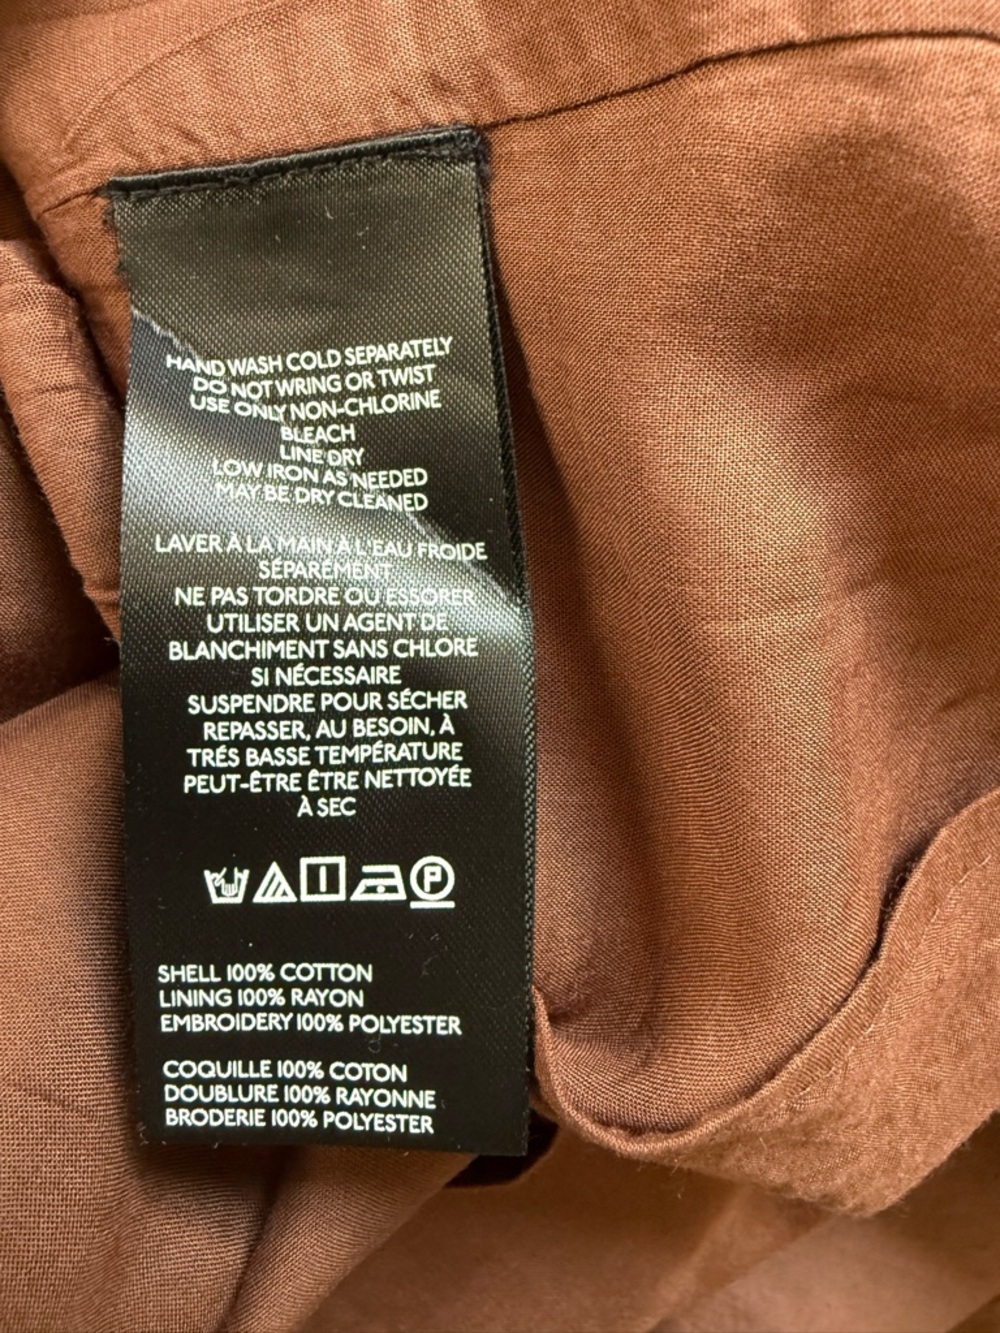 HAND WASH COLD SEPARATELY
DO NOT WRING OR TWIST
USE ONLY NON-CHLORINE
BLEACH
LINE DRY
LOW IRON AS NEEDED
MAY BE DRY CLEANED
LAVER À LA MAIN À L'EAU FROIDE
SÉPARÉMENT
NE PAS TORDRE OU ESSORER
UTILISER UN AGENT DE
BLANCHIMENT SANS CHLORE
SI NÉCESSAIRE
SUSPENDRE POUR SÉCHER
REPASSER, AU BESOIN, À
TRÉS BASSE TEMPÉRATURE
PEUT-ÊTRE ÊTRE NETTOYÉE
À SEC
P
SHELL 100% COTTON
LINING 100% RAYON
EMBROIDERY 100% POLYESTER
COQUILLE 100% COTON
DOUBLURE 100% RAYONNE
BRODERIE 100% POLYESTER